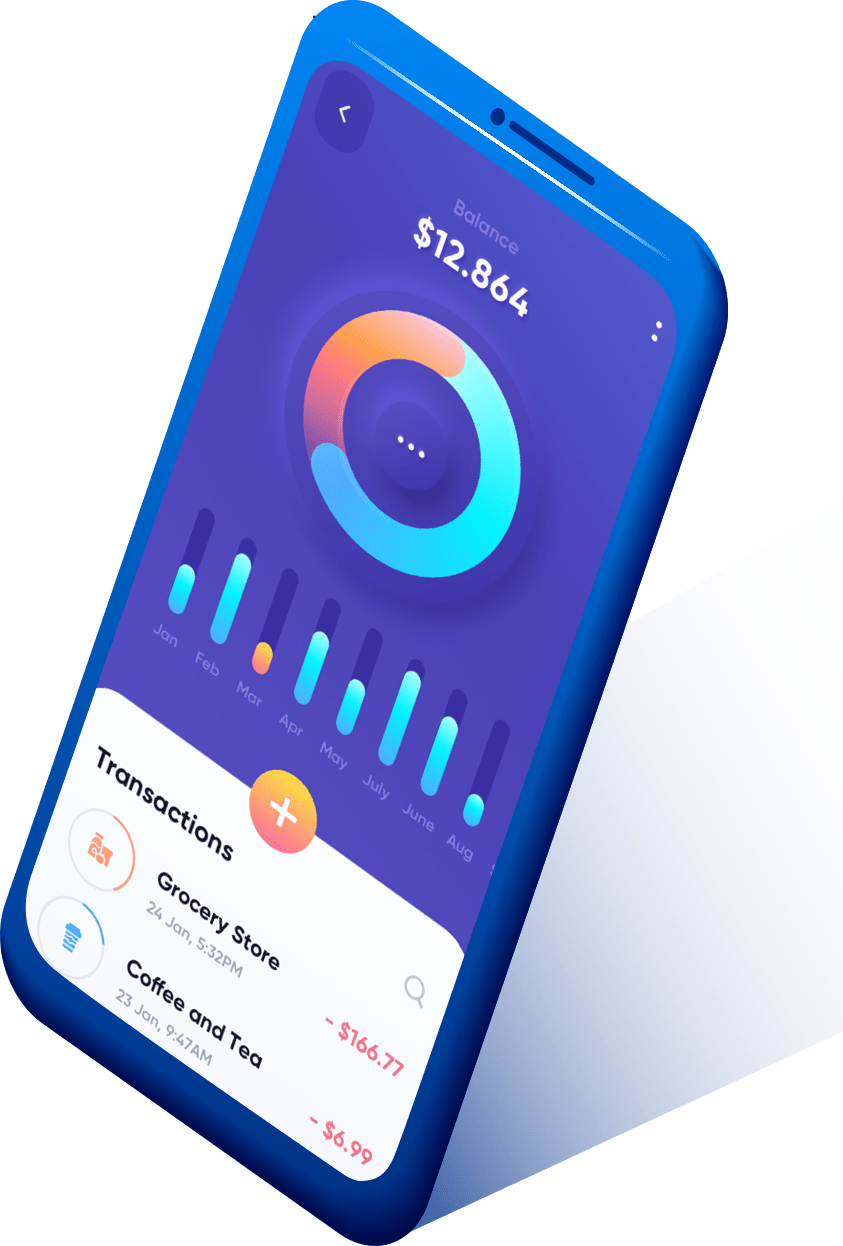 Balance
$12.864
Jan Feb Mar Apr May July June Aug
Transactions
Grocery Store
24 Jan, 5:32PM
- $166.77
Coffee and Tea
23 Jan, 9:47AM
- $6.99